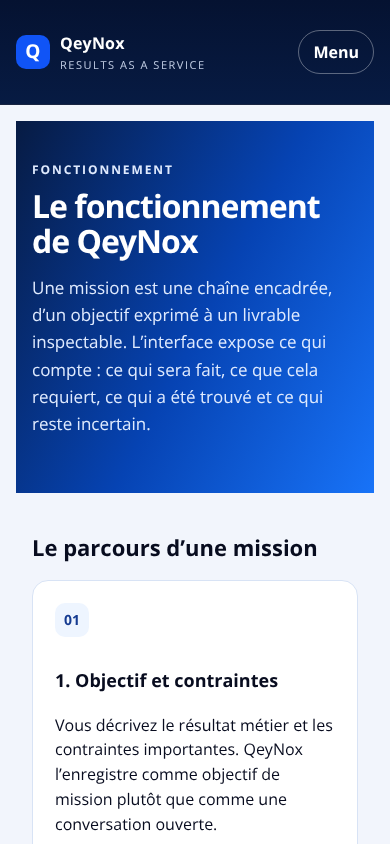 Q
QeyNox
RESULTS AS A SERVICE
Menu
FONCTIONNEMENT
Le fonctionnement
de QeyNox
Une mission est une chaîne encadrée,
d’un objectif exprimé à un livrable
inspectable. L’interface expose ce qui
compte : ce qui sera fait, ce que cela
requiert, ce qui a été trouvé et ce qui
reste incertain.
Le parcours d’une mission
01
1. Objectif et contraintes
Vous décrivez le résultat métier et les
contraintes importantes. QeyNox
l’enregistre comme objectif de
mission plutôt que comme une
conversation ouverte.